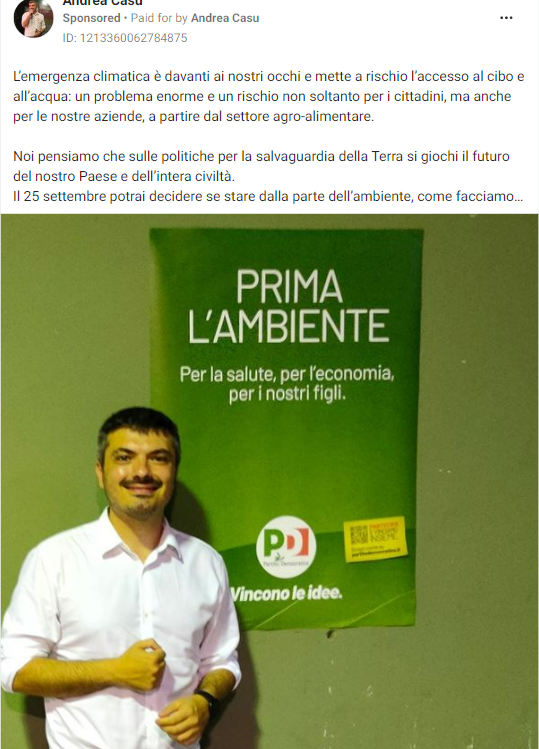 Andrea Casu
Sponsored • Paid for by Andrea Casu
ID: 1213360062784875
L'emergenza climatica è davanti ai nostri occhi e mette a rischio l'accesso al cibo e
all'acqua: un problema enorme e un rischio non soltanto per i cittadini, ma anche
per le nostre aziende, a partire dal settore agro-alimentare.
Noi pensiamo che sulle politiche per la salvaguardia della Terra si giochi il futuro
del nostro Paese e dell'intera civiltà.
Il 25 settembre potrai decidere se stare dalla parte dell'ambiente, come facciamo...
PRIMA
L'AMBIENTE
Per la salute, per l'economia,
per i nostri figli.
PD
Partito Democratico
PARTECIPA
E VINCIAMO
INSIEME.
partitodemocratico.it
Vincono le idee.